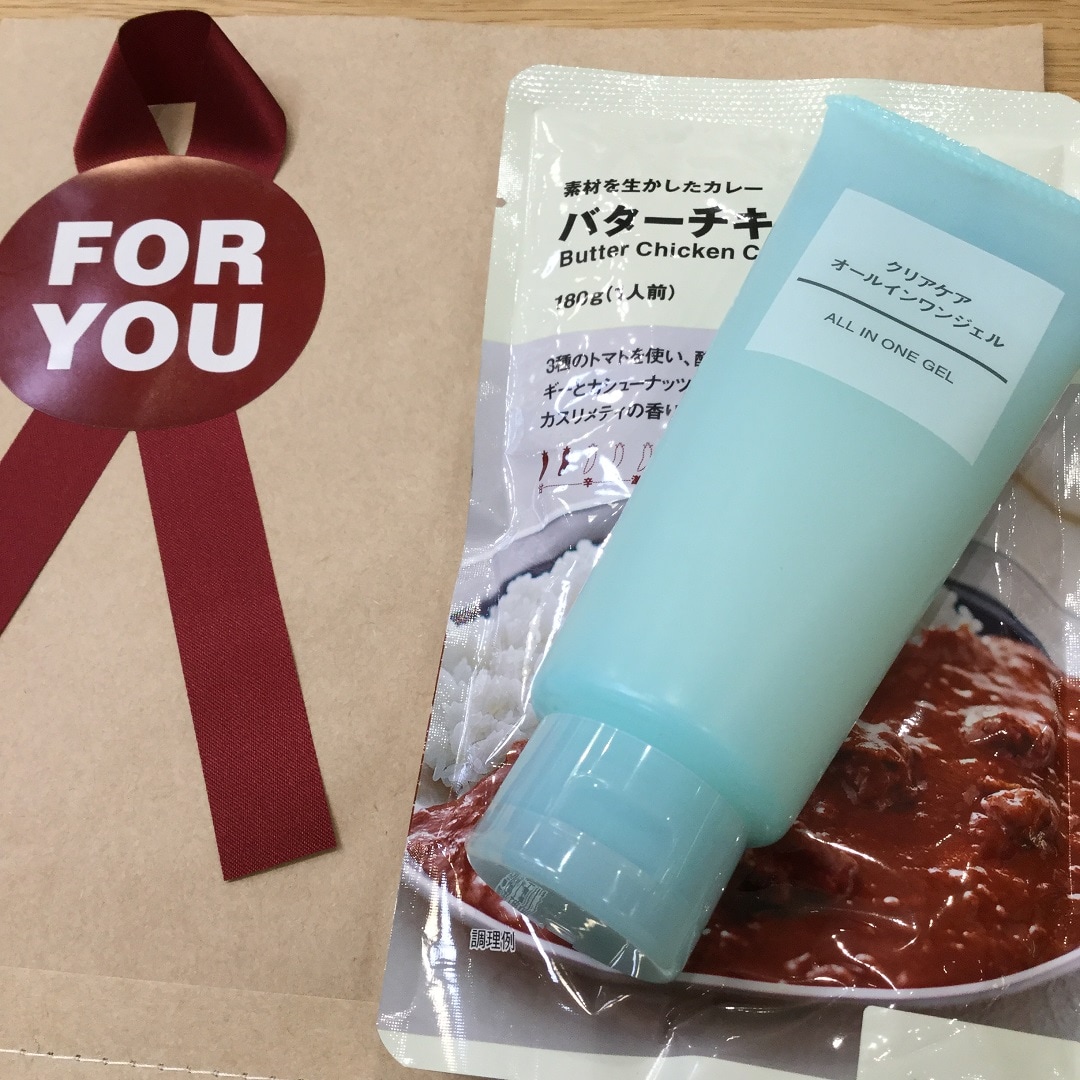 FOR
YOU
素材を生かしたカレー
バターチキ
Butter Chicken C
180g(1人前)
3種のトマトを使い、
ギーとカシューナッツ
カスリメティの香り
辛
調理例
クリアケア
オールインワンジェル
ALL IN ONE GEL